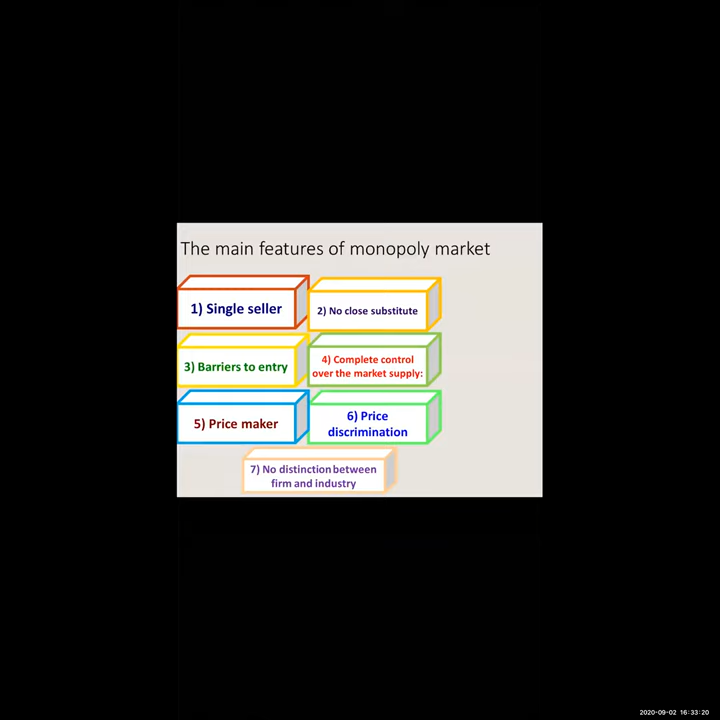 The main features of monopoly market
1) Single seller
2) No close substitute
3) Barriers to entry
4) Complete control
over the market supply:
5) Price maker
6) Price
discrimination
7) No distinction between
firm and industry
2020-09-02 16:33:20